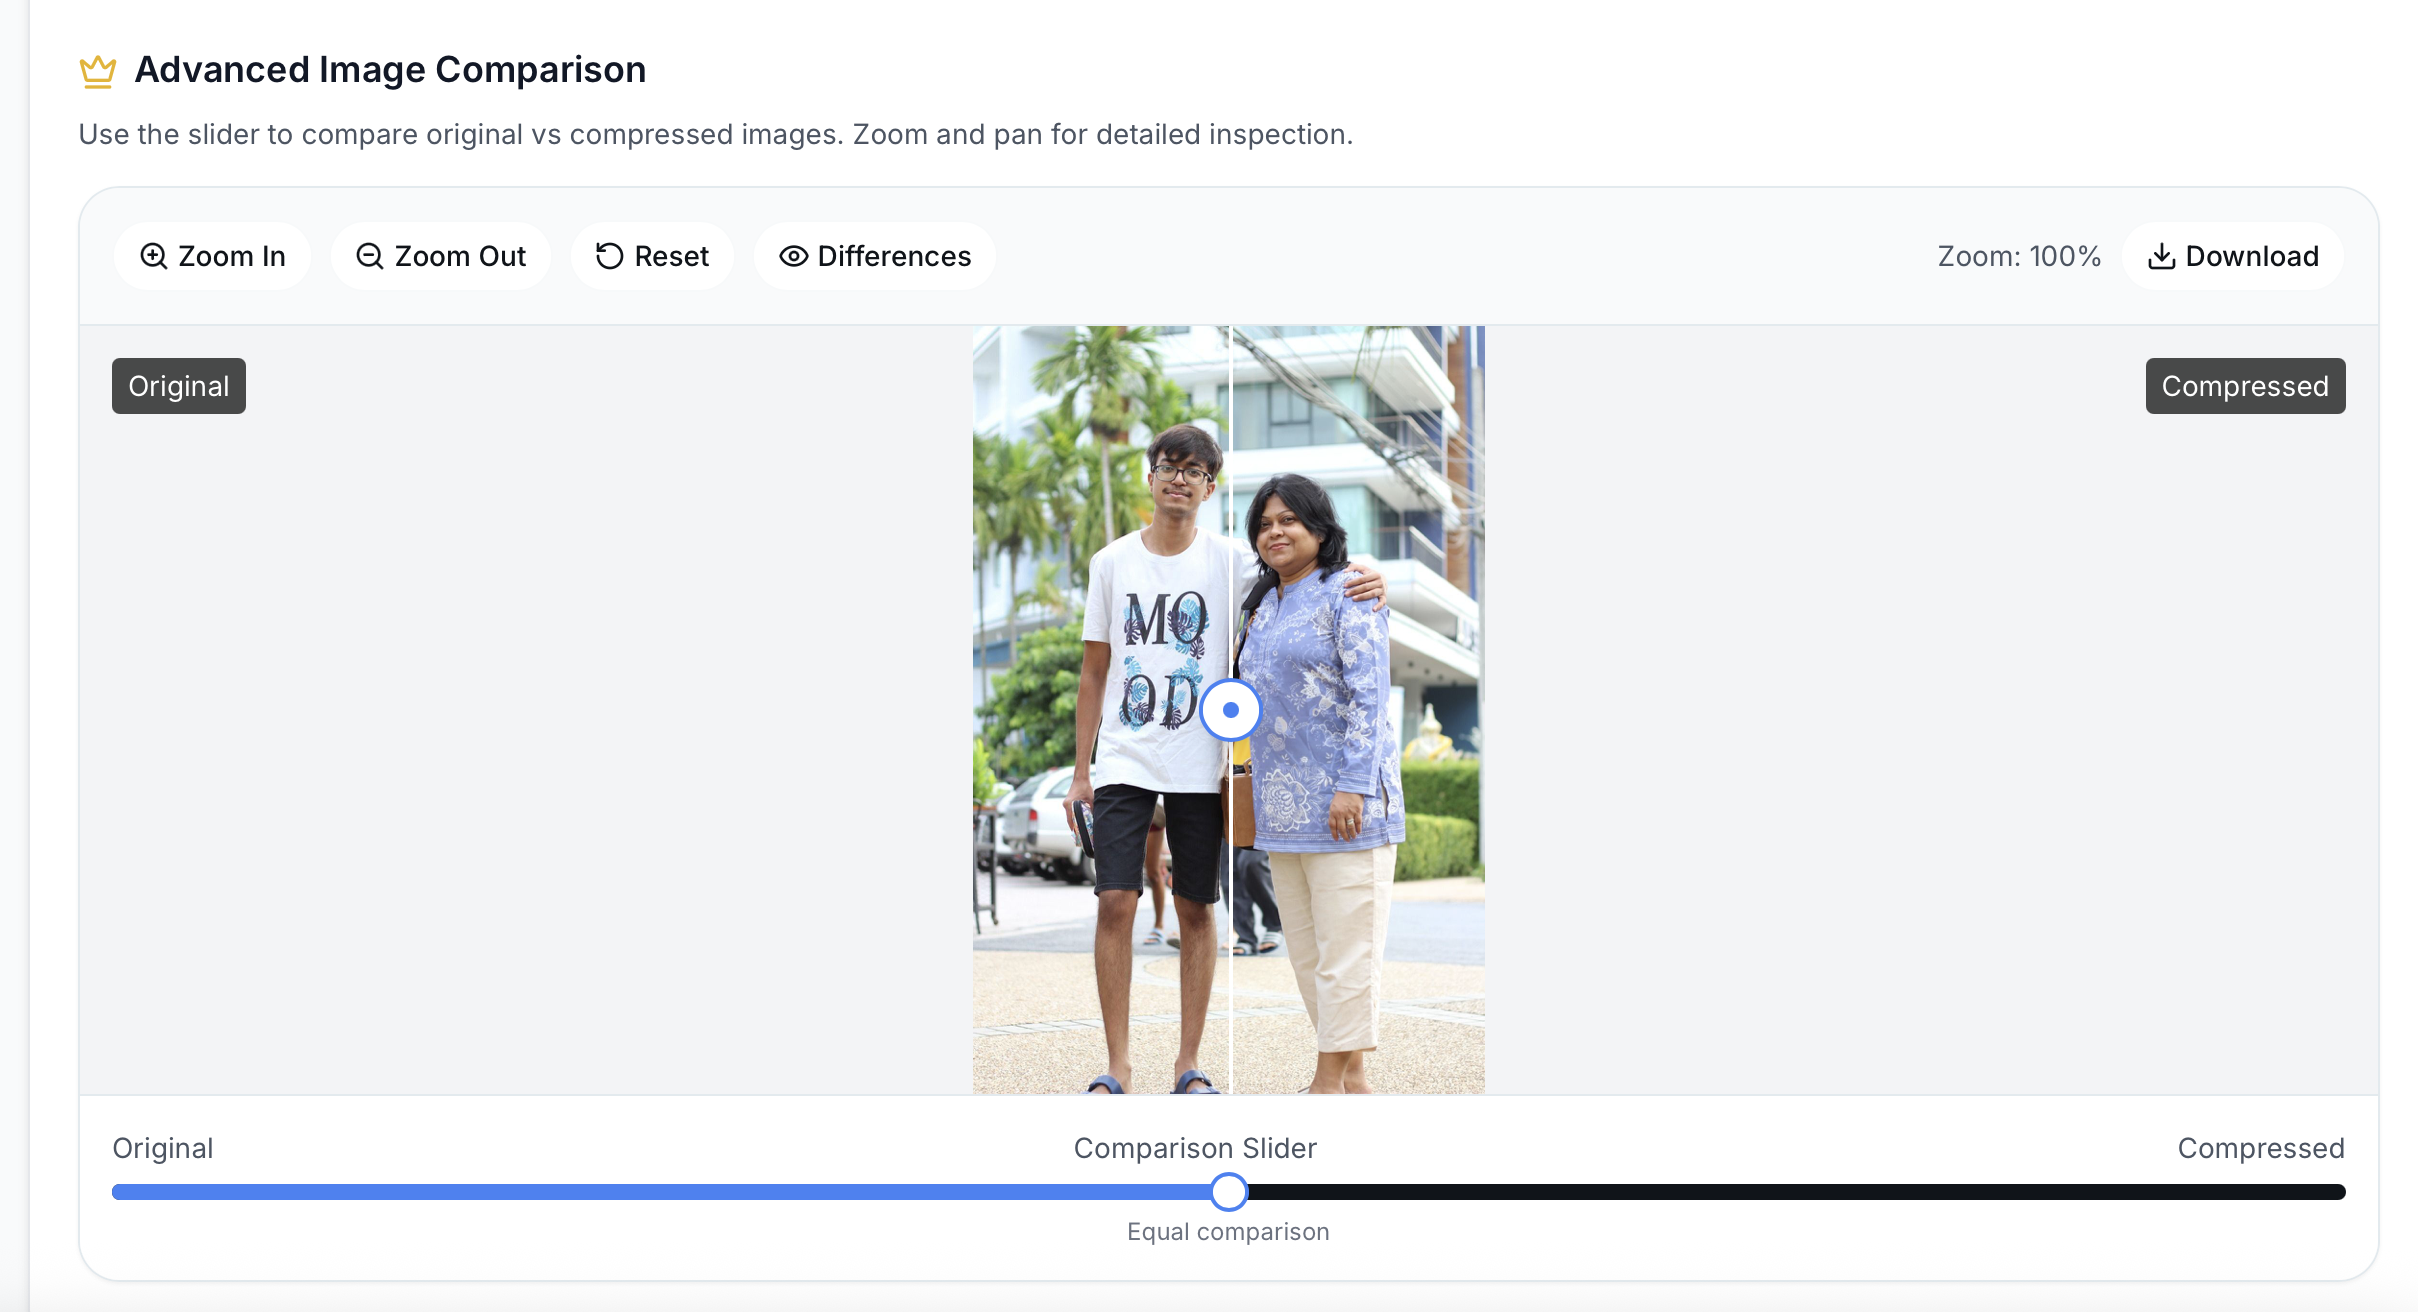 Advanced Image Comparison
Use the slider to compare original vs compressed images. Zoom and pan for detailed inspection.
Zoom In
Zoom Out
Reset
Differences
Zoom: 100%
Download
Original
Compressed
MO
OD
Original
Comparison Slider
Compressed
Equal comparison